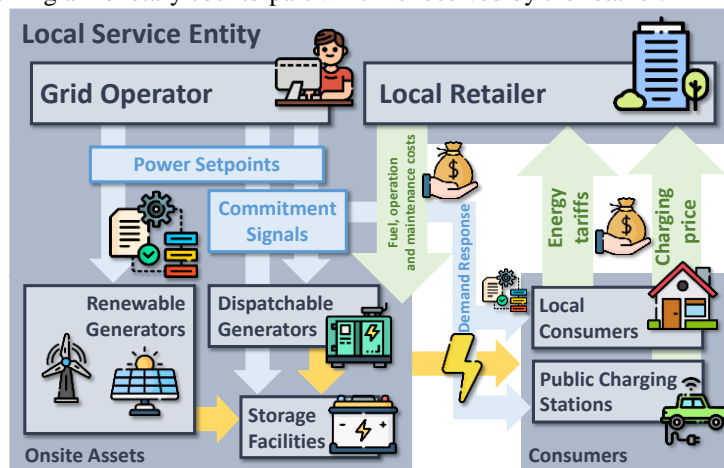 Local Service Entity
Grid Operator
Local Retailer
Power Setpoints
Commitment
Signals
Fuel, operation
and maintenance costs
Demand Response
Energy
tariffs
Charging
price
Renewable
Generators
Dispatchable
Generators
Storage
Facilities
Onsite Assets
Local
Consumers
Public Charging
Stations
Consumers